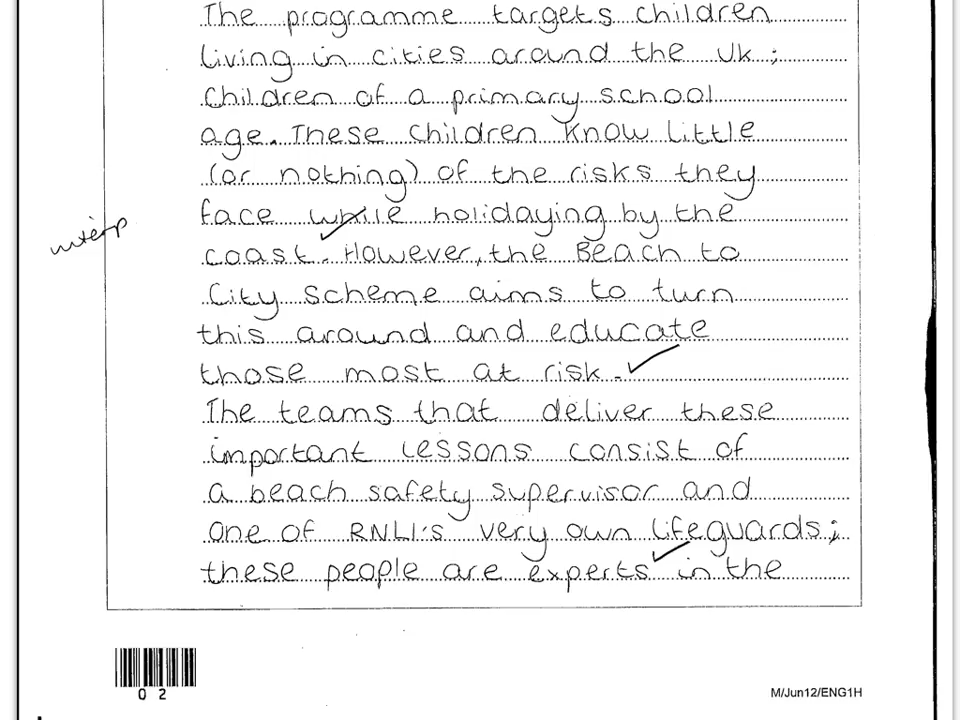 The programme targets children
living in cities around the UK;
Children of a primary school
age. These Children Know Little
(or nothing) of the risks they
face while holidaying by the
interp
coast. However, the Beach to
City scheme aims to turn
this around and educate
those most at risk.
The teams that deliver these
important lessons consist of
a beach safety supervisor and
one of RNLI's very own lifeguards;
these people are experts in the
0 2
M/Jun12/ENG1H